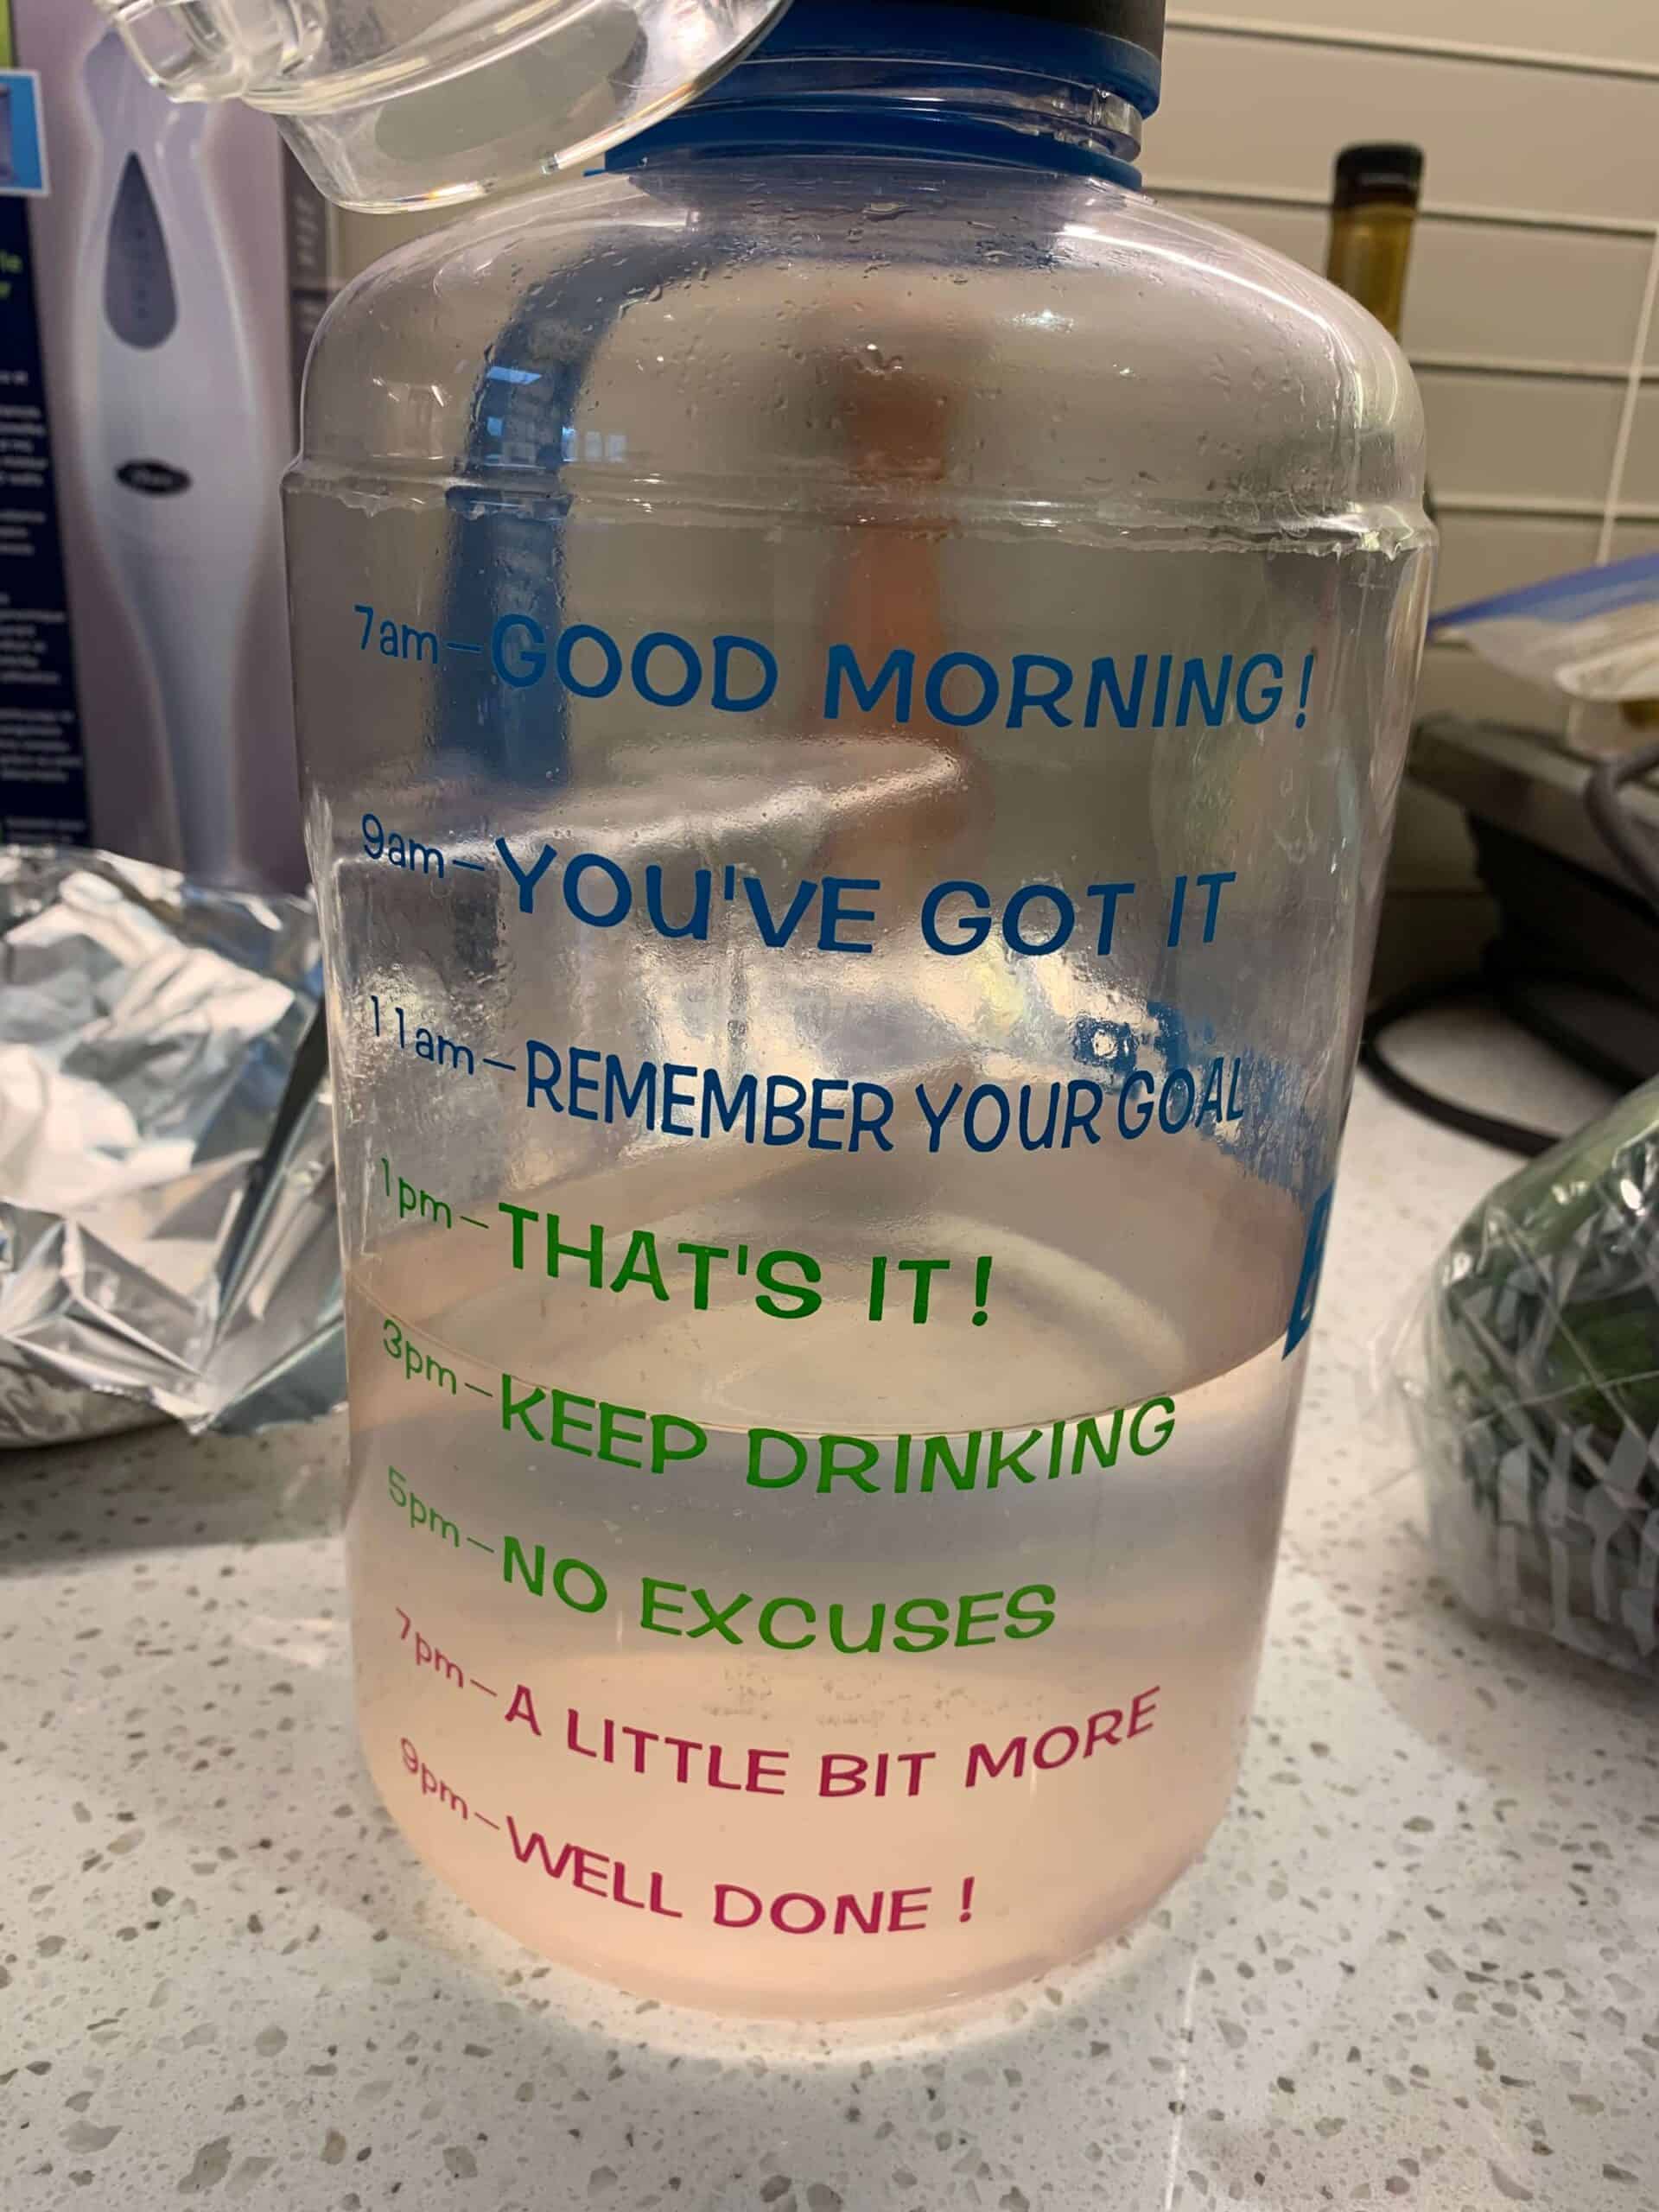 7am–GOOD MORNING!
9am–YOU'VE GOT IT
11am–REMEMBER YOUR GOAL
1pm–THAT'S IT!
3pm–KEEP DRINKING
5pm–NO EXCUSES
7pm–A LITTLE BIT MORE
9pm–WELL DONE !